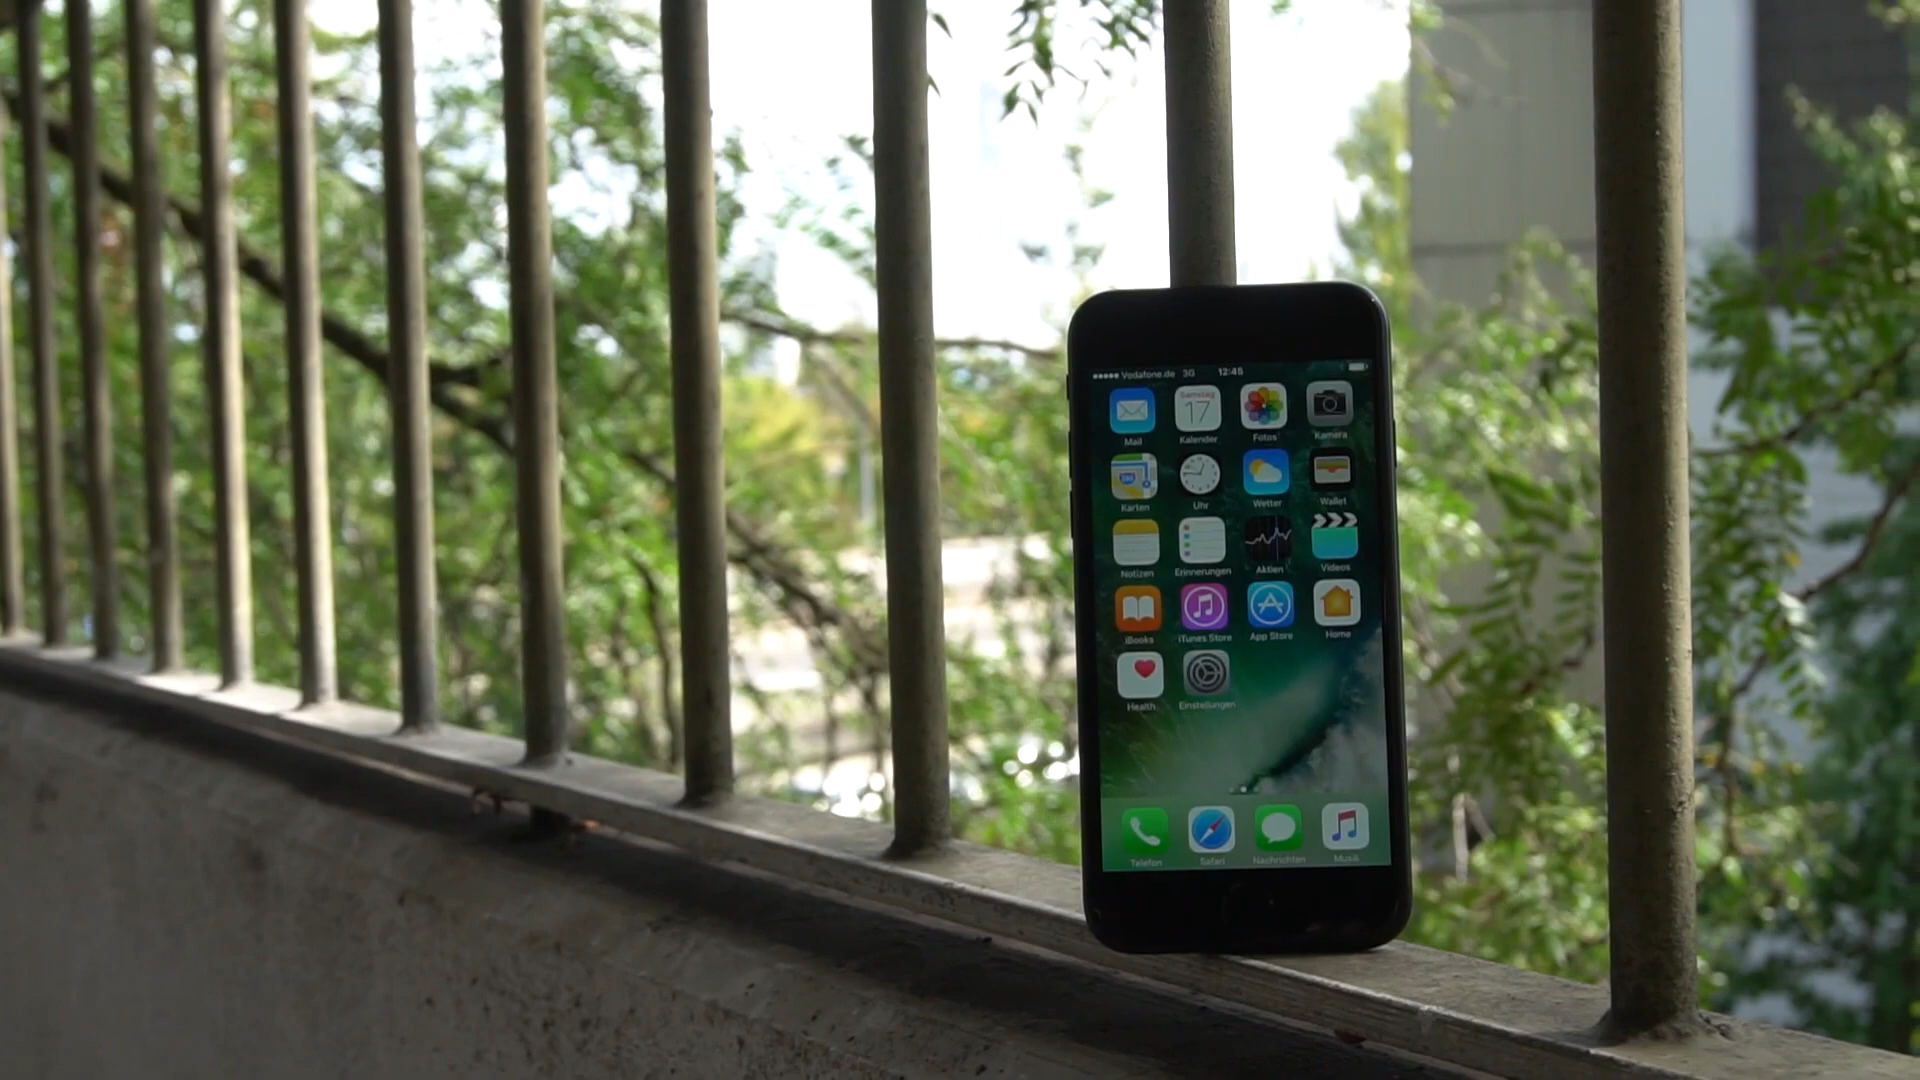 Vodafone.de 3G 12:45
Samstag
17
Mail Kalender Fotos Kamera
Karten Uhr Wetter Wallet
Notizen Erinnerungen Aktien Videos
iBooks iTunes Store App Store Home
Health Einstellungen
Telefon Safari Nachrichten Musik